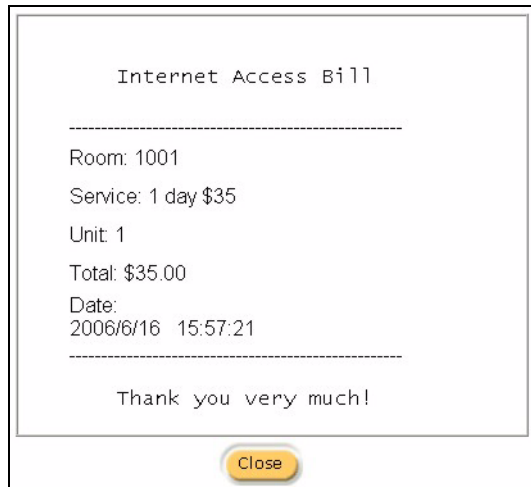 Internet Access Bill
----------------------------------------------------
Room: 1001
Service: 1 day $35
Unit: 1
Total: $35.00
Date:
2006/6/16 15:57:21
----------------------------------------------------
Thank you very much!
Close